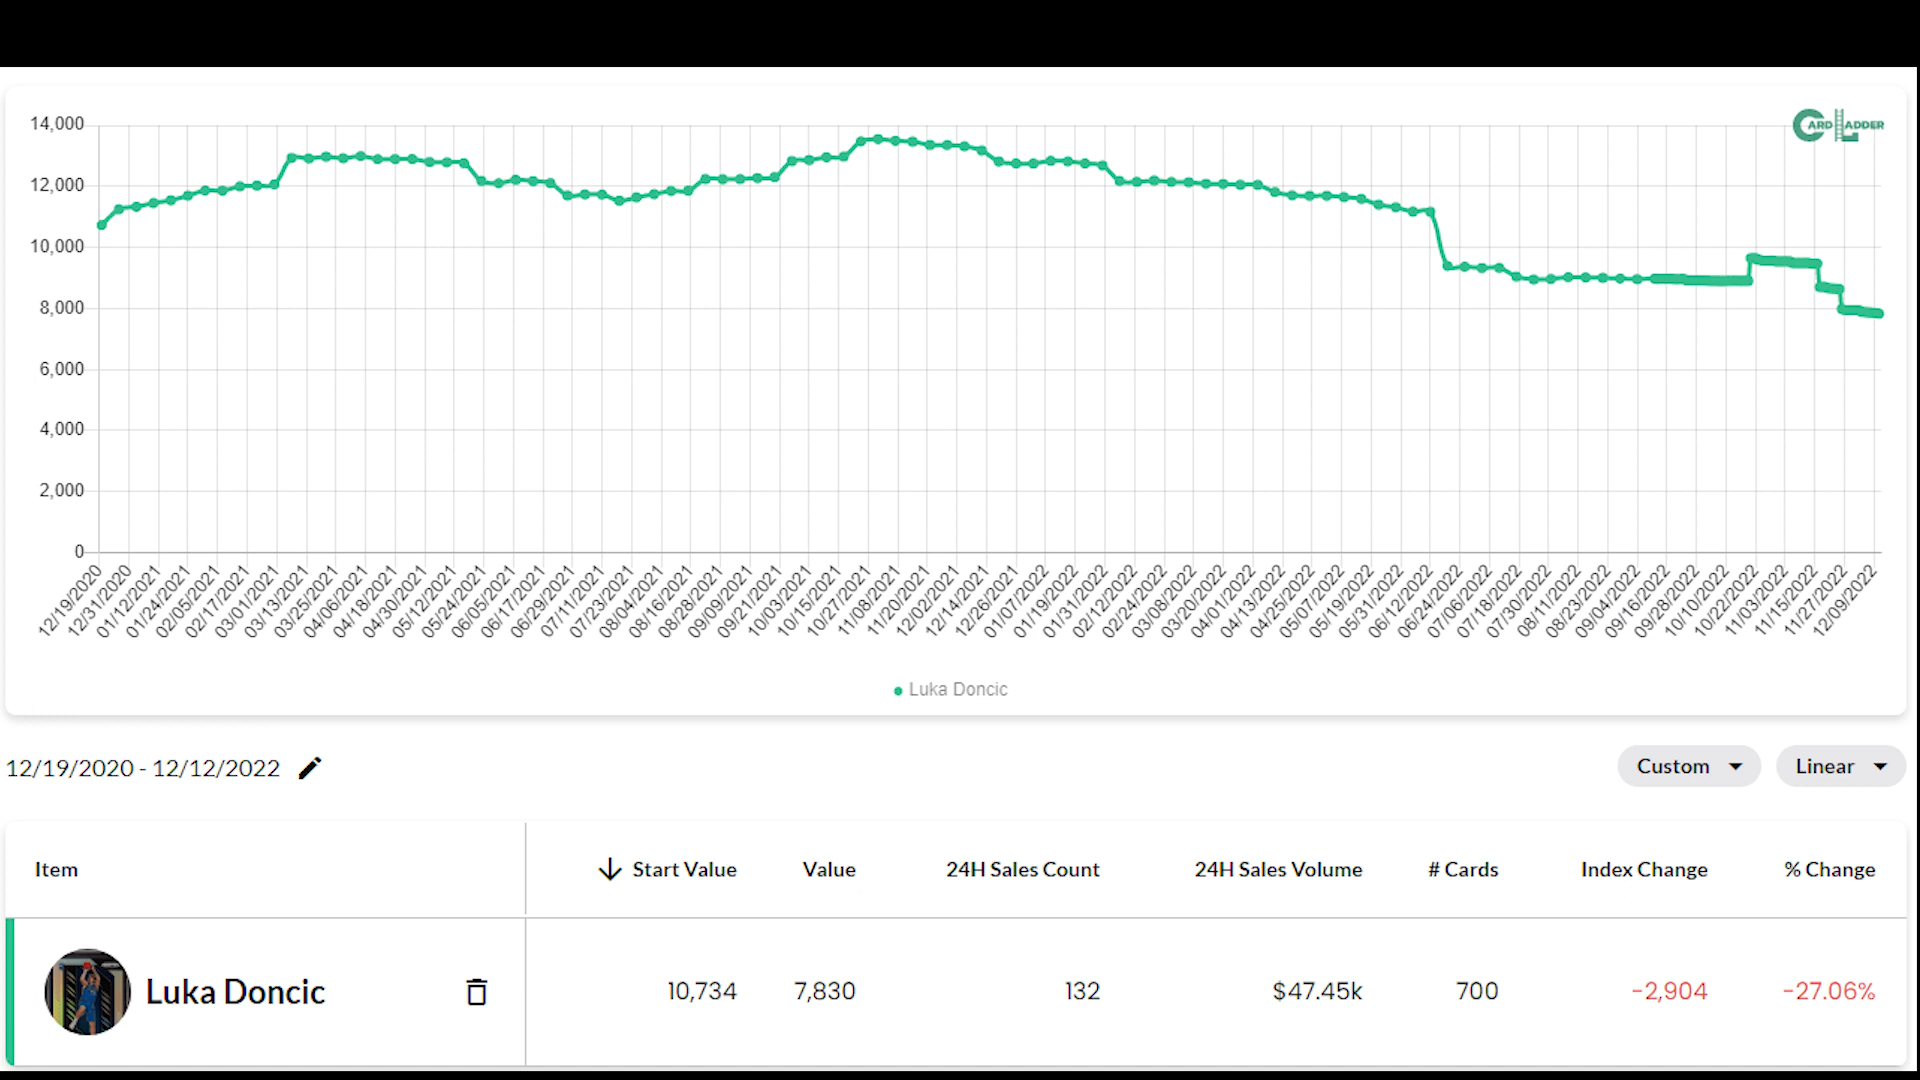 CARD LADDER
14,000
12,000
10,000
8,000
6,000
4,000
2,000
0
12/19/2020 12/31/2020 01/12/2021 01/24/2021 02/05/2021 02/17/2021 03/01/2021 03/13/2021 03/25/2021 04/06/2021 04/18/2021 04/30/2021 05/12/2021 05/24/2021 06/05/2021 06/17/2021 06/29/2021 07/11/2021 07/23/2021 08/04/2021 08/16/2021 08/28/2021 09/09/2021 09/21/2021 10/03/2021 10/15/2021 10/27/2021 11/08/2021 11/20/2021 12/02/2021 12/14/2021 12/26/2021 01/07/2022 01/19/2022 01/31/2022 02/12/2022 02/24/2022 03/08/2022 03/20/2022 04/01/2022 04/13/2022 04/25/2022 05/07/2022 05/19/2022 05/31/2022 06/12/2022 06/24/2022 07/06/2022 07/18/2022 07/30/2022 08/11/2022 08/23/2022 09/04/2022 09/16/2022 09/28/2022 10/10/2022 10/22/2022 11/03/2022 11/15/2022 11/27/2022 12/09/2022
Luka Doncic
12/19/2020 - 12/12/2022
Custom
Linear
Item Start Value Value 24H Sales Count 24H Sales Volume # Cards Index Change % Change
Luka Doncic 10,734 7,830 132 $47.45k 700 -2,904 -27.06%